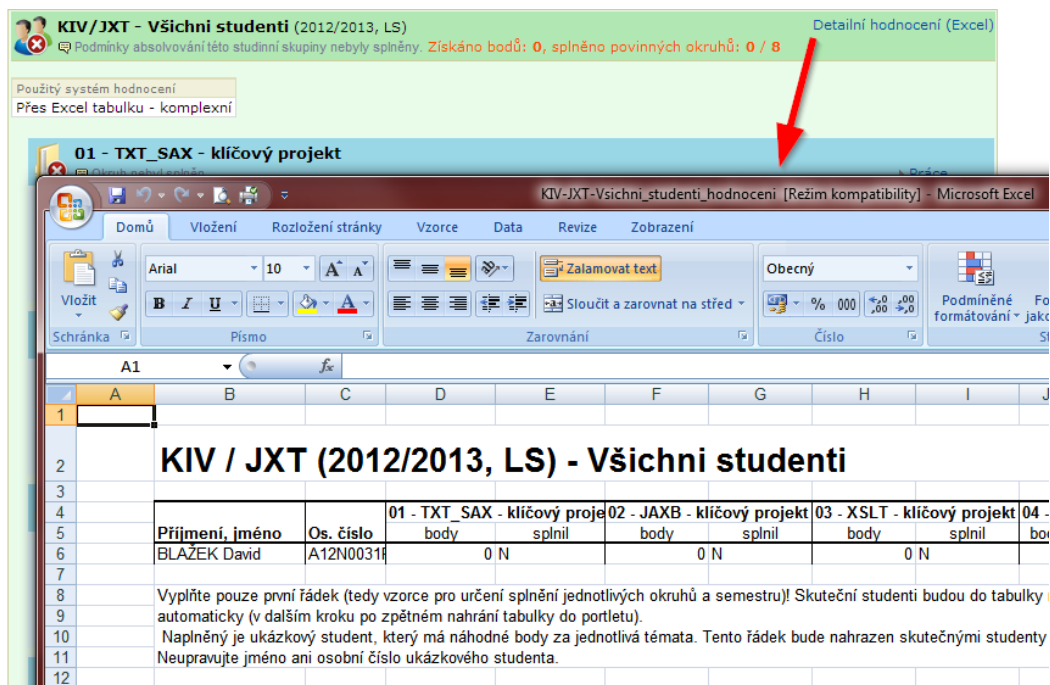 KIV/JXT - Všichni studenti (2012/2013, LS)
Detailní hodnocení (Excel)
Podmínky absolvování této studinní skupiny nebyly splněny. Získáno bodů: 0, splněno povinných okruhů: 0 / 8
Použitý systém hodnocení
Přes Excel tabulku - komplexní
01 - TXT_SAX - klíčový projekt
Okruh nebyl splněn
Práce
KIV-JXT-Vsichni_studenti_hodnoceni [Režim kompatibility] - Microsoft Excel
Domů Vložení Rozložení stránky Vzorce Data Revize Zobrazení
Arial 10 Zalamovat text Obecný
Vložit B I U A Sloučit a zarovnat na střed % 000 Podmíněné formátování
Schránka Písmo Zarovnání Číslo
A1 fx
A B C D E F G H I J
1
2 KIV / JXT (2012/2013, LS) - Všichni studenti
3
4 01 - TXT_SAX - klíčový proje 02 - JAXB - klíčový projekt 03 - XSLT - klíčový projekt 04 -
5 Příjmení, jméno Os. číslo body splnil body splnil body splnil
6 BLAŽEK David A12N0031 0 N 0 N 0 N
7
8 Vyplňte pouze první řádek (tedy vzorce pro určení splnění jednotlivých okruhů a semestru)! Skuteční studenti budou do tabulky
9 automaticky (v dalším kroku po zpětném nahrání tabulky do portletu).
10 Naplněný je ukázkový student, který má náhodné body za jednotlivá témata. Tento řádek bude nahrazen skutečnými studenty
11 Neupravujte jméno ani osobní číslo ukázkového studenta.
12